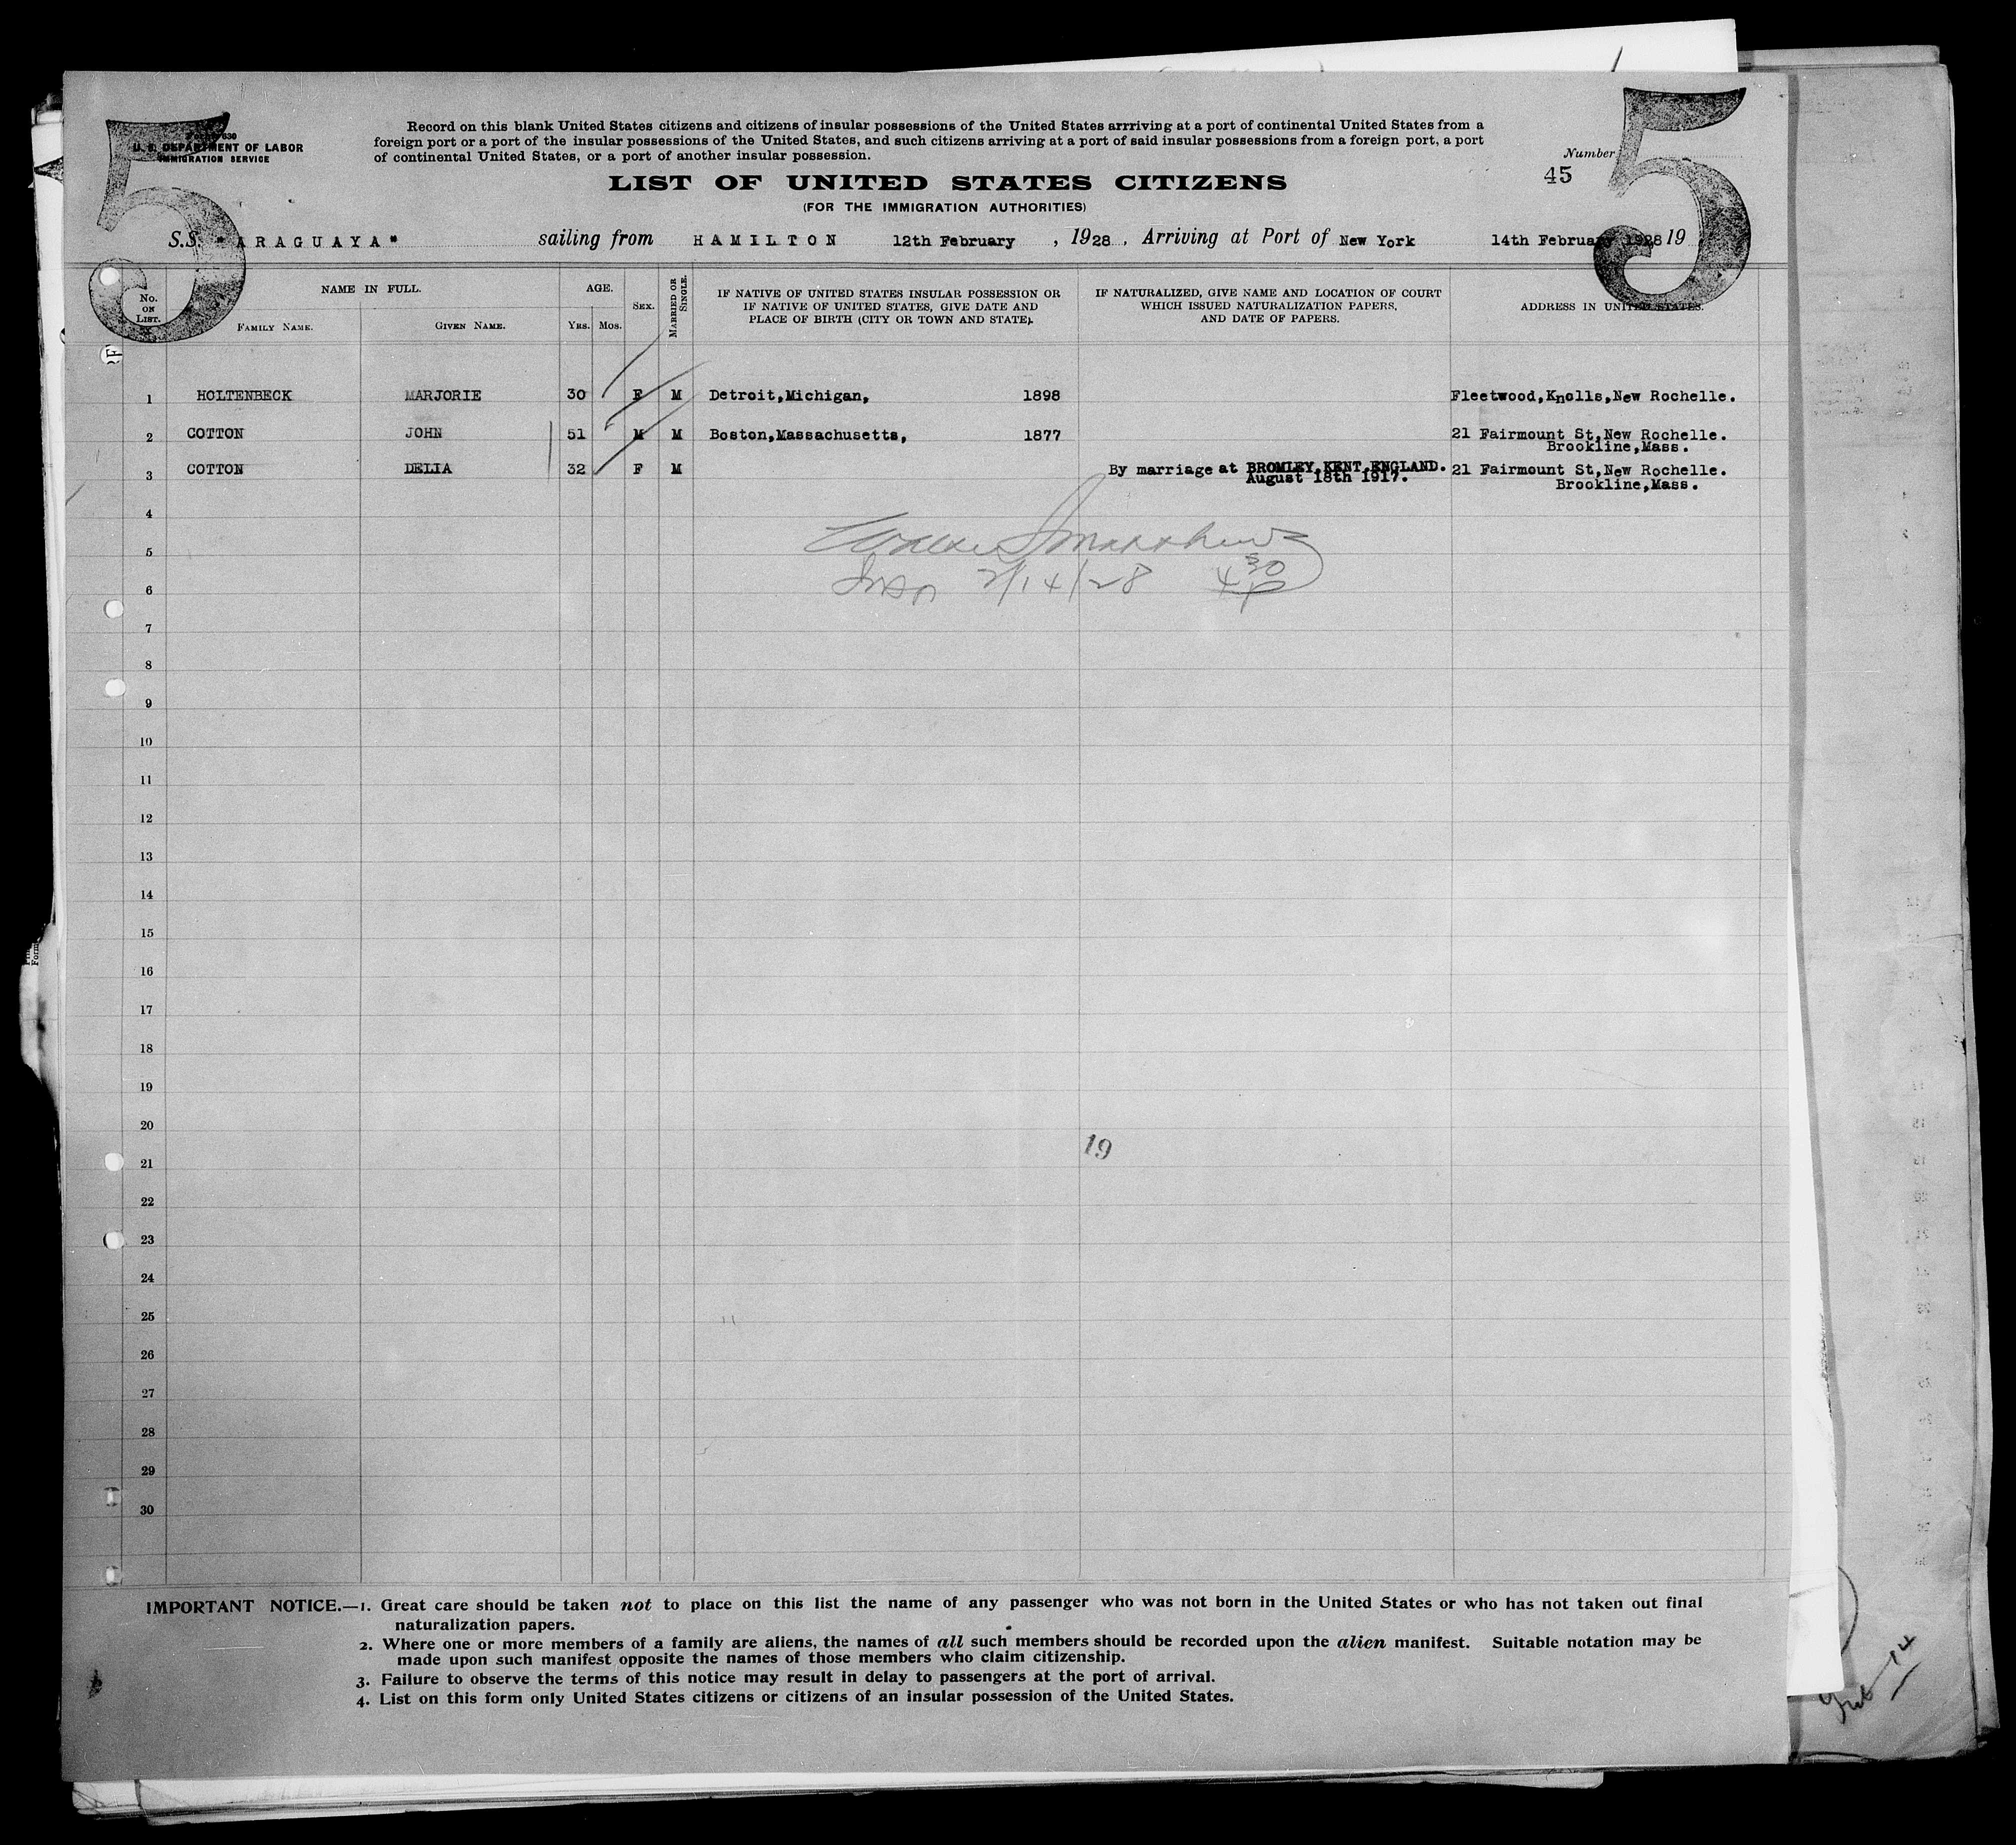 5 5
Form 630
U. S. DEPARTMENT OF LABOR
IMMIGRATION SERVICE
Record on this blank United States citizens and citizens of insular possessions of the United States arrriving at a port of continental United States from a
foreign port or a port of the insular possessions of the United States, and such citizens arriving at a port of said insular possessions from a foreign port, a port
of continental United States, or a port of another insular possession.
Number
45
LIST OF UNITED STATES CITIZENS
(FOR THE IMMIGRATION AUTHORITIES)
S.S. "ARAGUAYA" sailing from HAMILTON 12th February , 1928 , Arriving at Port of New York 14th February 1928 19
No. ON LIST. NAME IN FULL. FAMILY NAME. GIVEN NAME. AGE. YRS. MOS. SEX. MARRIED OR SINGLE. IF NATIVE OF UNITED STATES INSULAR POSSESSION OR IF NATIVE OF UNITED STATES, GIVE DATE AND PLACE OF BIRTH (CITY OR TOWN AND STATE). IF NATURALIZED, GIVE NAME AND LOCATION OF COURT WHICH ISSUED NATURALIZATION PAPERS, AND DATE OF PAPERS. ADDRESS IN UNITED STATES.
1 HOLTENBECK MARJORIE 30 F M Detroit,Michigan, 1898 Fleetwood,Knolls,New Rochelle.
2 COTTON JOHN 51 M M Boston,Massachusetts, 1877 21 Fairmount St,New Rochelle.
Brookline,Mass.
3 COTTON DELIA 32 F M By marriage at BROMLEY,KENT,ENGLAND. 21 Fairmount St,New Rochelle.
August 18th 1917. Brookline,Mass.
4
5
2/14/28 4 30
6
7
8
9
10
11
12
13
14
15
16
17
18
19
20
19
21
22
23
24
25
26
27
28
29
30
IMPORTANT NOTICE.—1. Great care should be taken not to place on this list the name of any passenger who was not born in the United States or who has not taken out final
naturalization papers.
2. Where one or more members of a family are aliens, the names of all such members should be recorded upon the alien manifest. Suitable notation may be
made upon such manifest opposite the names of those members who claim citizenship.
3. Failure to observe the terms of this notice may result in delay to passengers at the port of arrival.
4. List on this form only United States citizens or citizens of an insular possession of the United States.